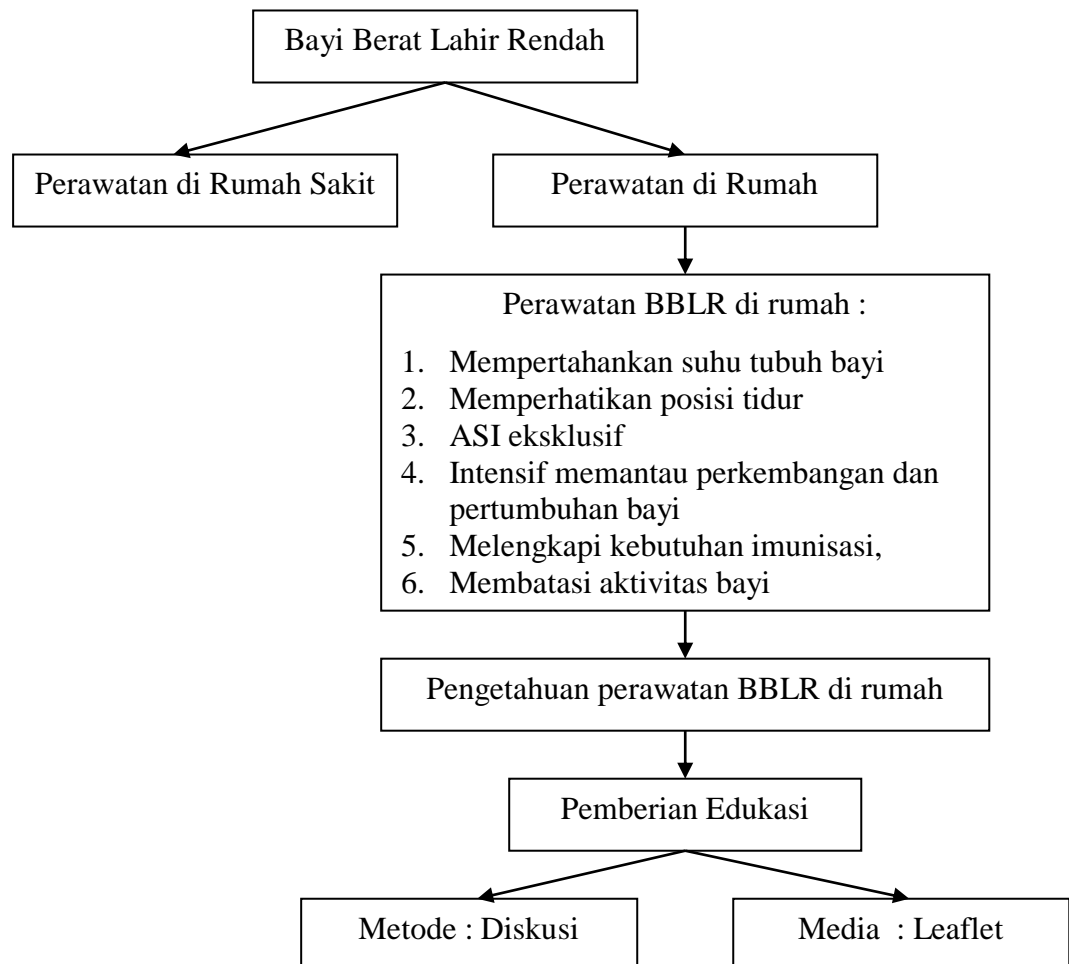 Bayi Berat Lahir Rendah
Perawatan di Rumah Sakit
Perawatan di Rumah
Perawatan BBLR di rumah :
1. Mempertahankan suhu tubuh bayi
2. Memperhatikan posisi tidur
3. ASI eksklusif
4. Intensif memantau perkembangan dan
pertumbuhan bayi
5. Melengkapi kebutuhan imunisasi,
6. Membatasi aktivitas bayi
Pengetahuan perawatan BBLR di rumah
Pemberian Edukasi
Metode : Diskusi
Media : Leaflet